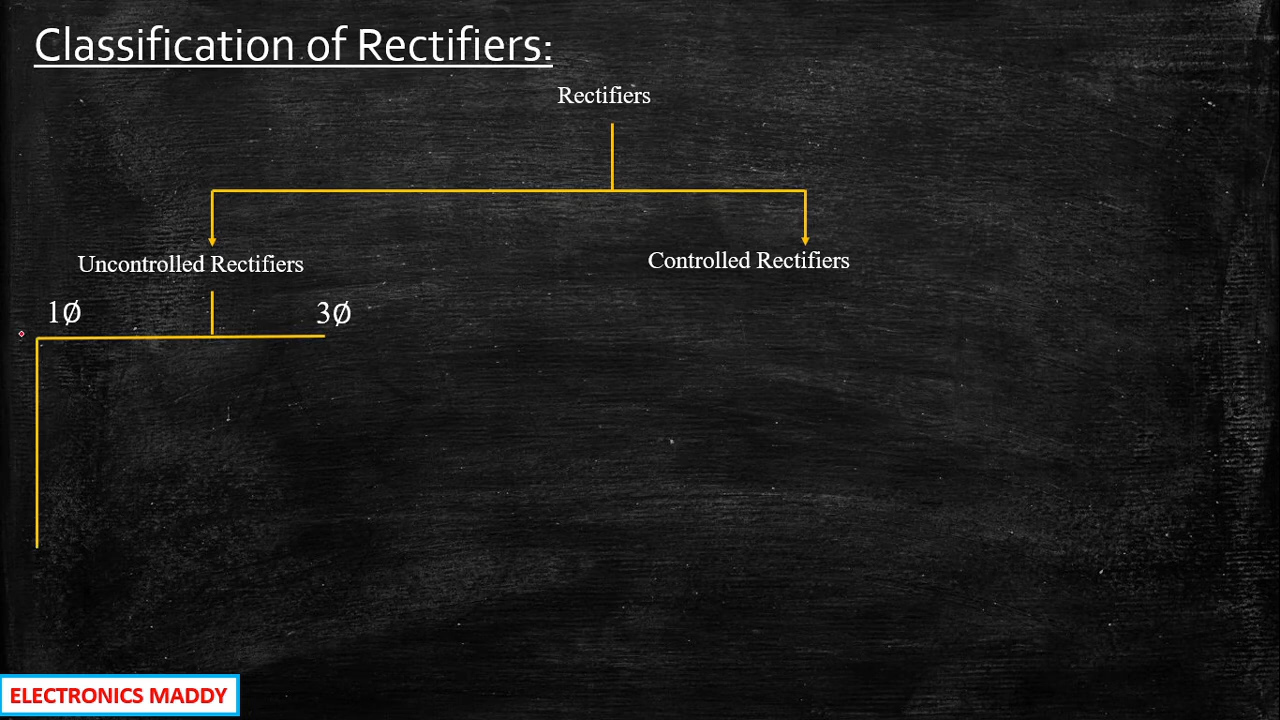 Classification of Rectifiers:
Rectifiers
Uncontrolled Rectifiers
Controlled Rectifiers
1Ø 3Ø
ELECTRONICS MADDY